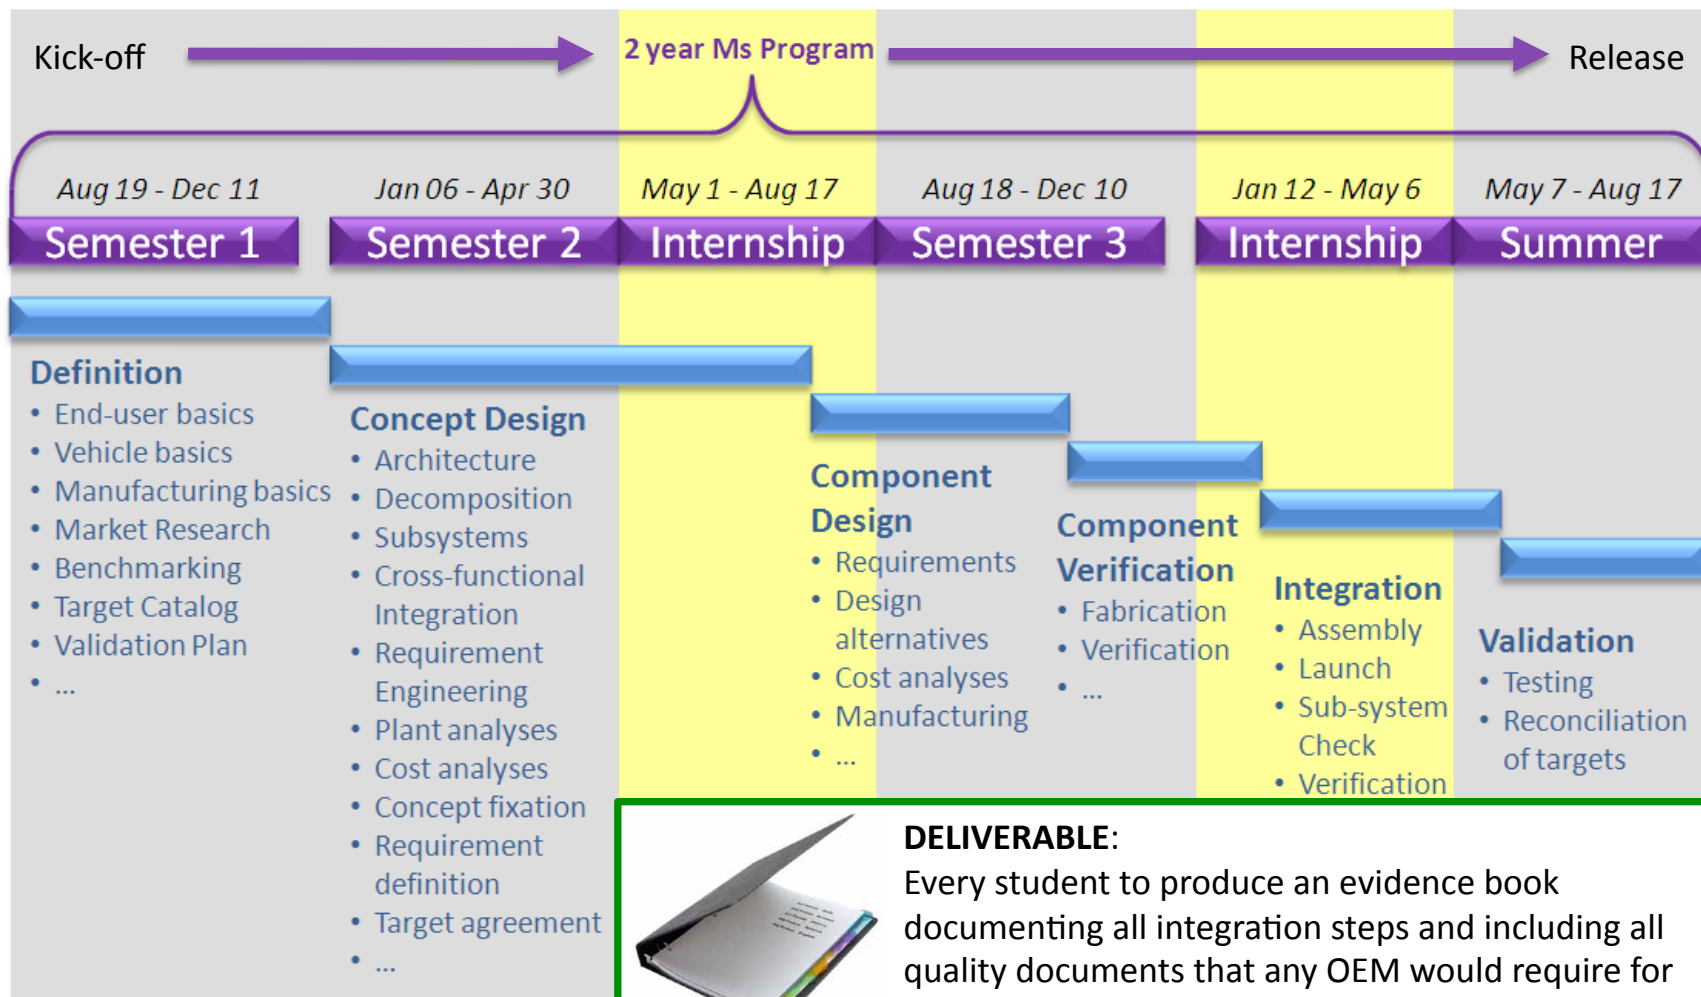 Kick-off
2 year Ms Program
Release
Aug 19 - Dec 11
Jan 06 - Apr 30
May 1 - Aug 17
Aug 18 - Dec 10
Jan 12 - May 6
May 7 - Aug 17
Semester 1
Semester 2
Internship
Semester 3
Internship
Summer
Definition
• End-user basics
• Vehicle basics
• Manufacturing basics
• Market Research
• Benchmarking
• Target Catalog
• Validation Plan
• ...
Concept Design
• Architecture
• Decomposition
• Subsystems
• Cross-functional
Integration
• Requirement
Engineering
• Plant analyses
• Cost analyses
• Concept fixation
• Requirement
definition
• Target agreement
• ...
Component
Design
• Requirements
• Design
alternatives
• Cost analyses
• Manufacturing
• ...
Component
Verification
• Fabrication
• Verification
• ...
Integration
• Assembly
• Launch
• Sub-system
Check
• Verification
Validation
• Testing
• Reconciliation
of targets
DELIVERABLE:
Every student to produce an evidence book
documenting all integration steps and including all
quality documents that any OEM would require for